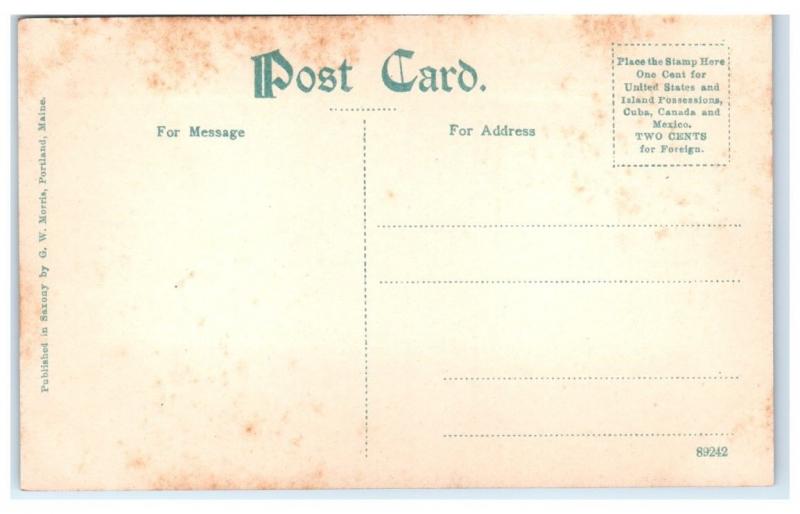 Post Card.
For Message
For Address
Place the Stamp Here
One Cent for
United States and
Island Possessions,
Cuba, Canada and
Mexico.
TWO CENTS
for Foreign.
Published in Saxony by G. W. Morris, Portland, Maine.
89242